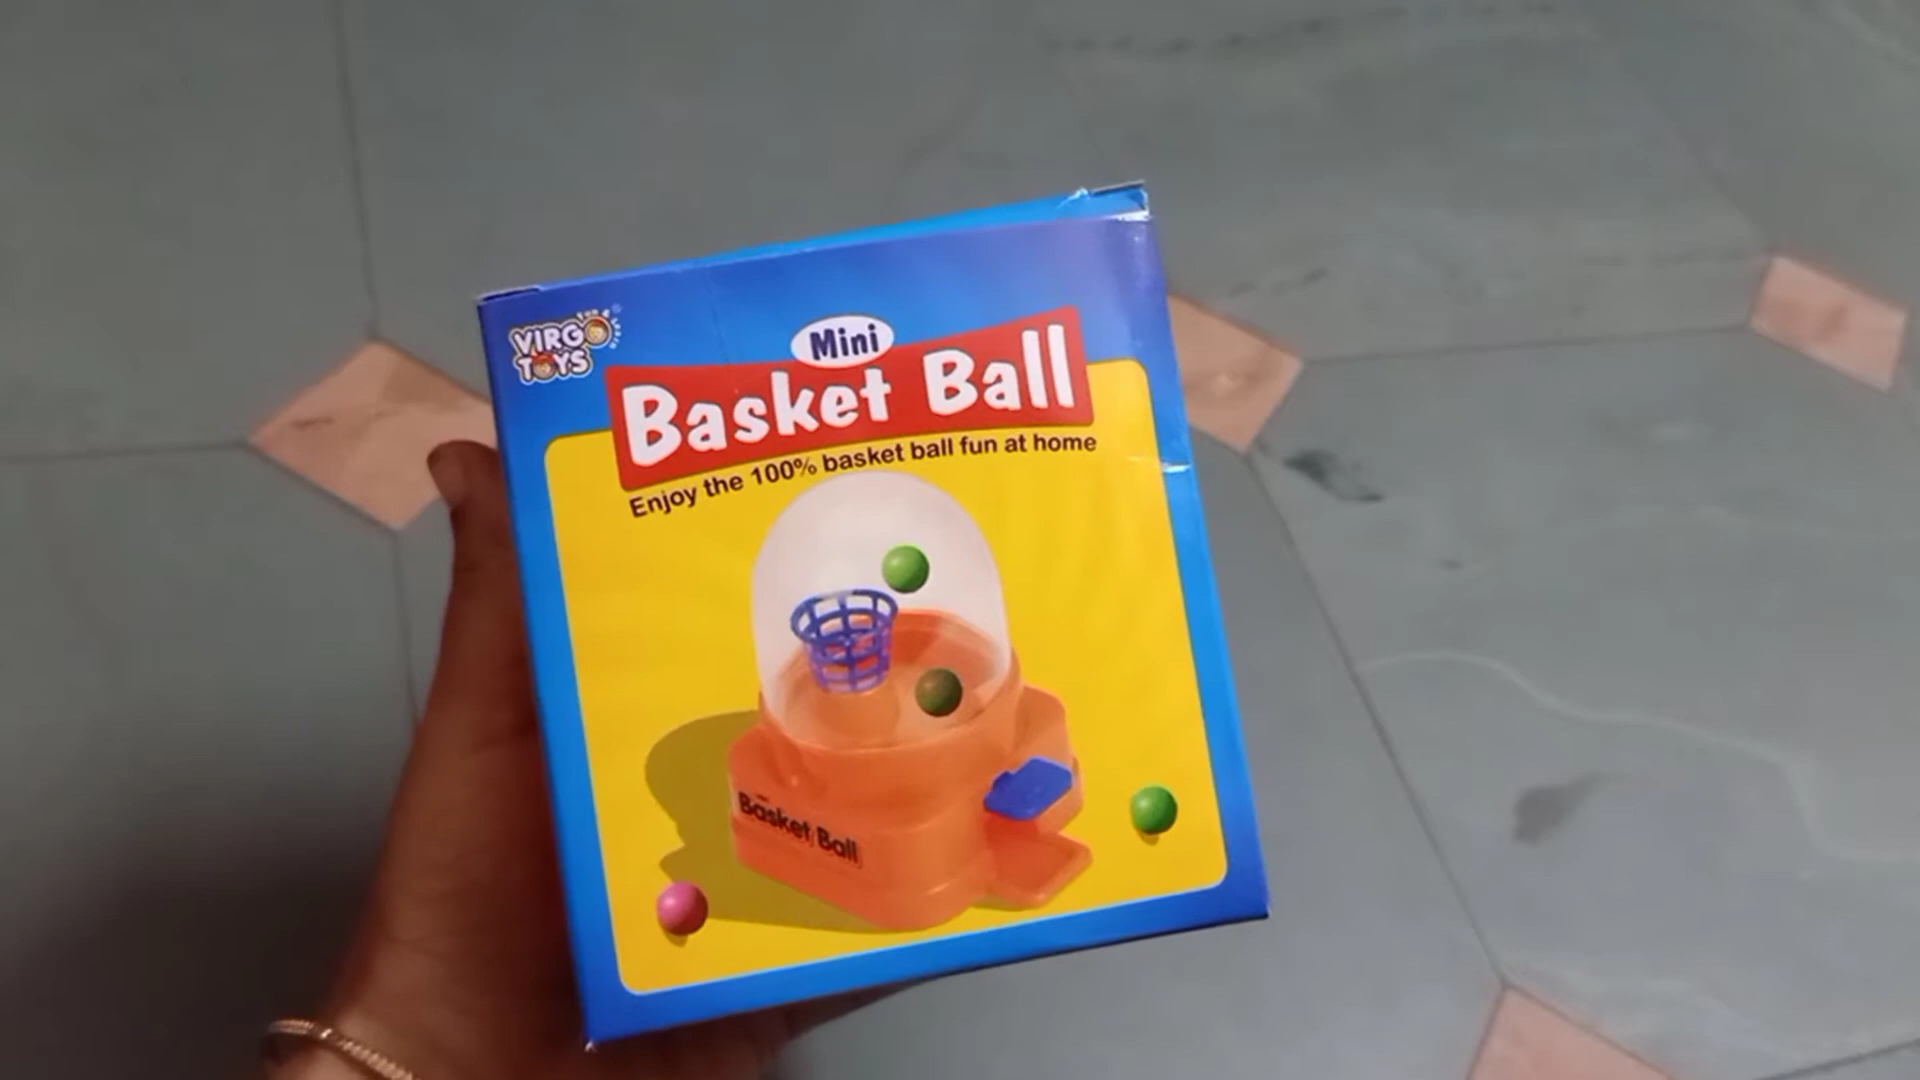 VIRGO
TOYS
Mini
Basket Ball
Enjoy the 100% basket ball fun at home
Basket Ball